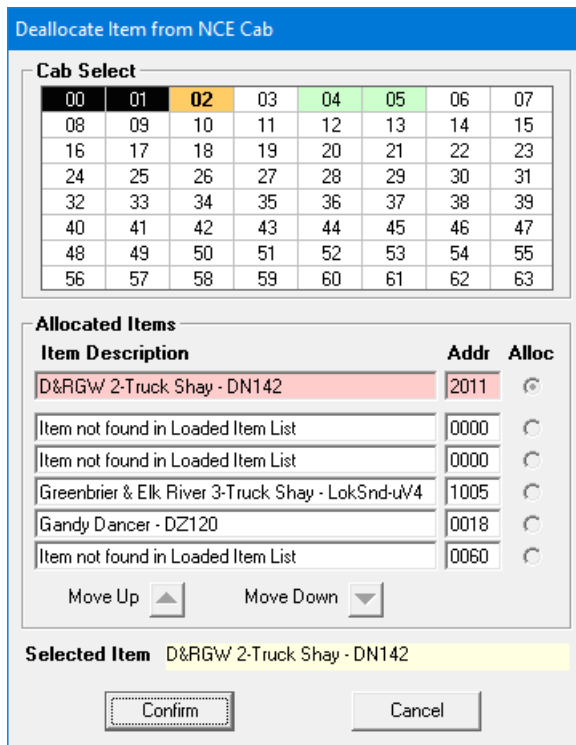 Deallocate Item from NCE Cab
Cab Select
00 01 02 03 04 05 06 07
08 09 10 11 12 13 14 15
16 17 18 19 20 21 22 23
24 25 26 27 28 29 30 31
32 33 34 35 36 37 38 39
40 41 42 43 44 45 46 47
48 49 50 51 52 53 54 55
56 57 58 59 60 61 62 63
Allocated Items
Item Description Addr Alloc
D&RGW 2-Truck Shay - DN142 2011
Item not found in Loaded Item List 0000
Item not found in Loaded Item List 0000
Greenbrier & Elk River 3-Truck Shay - LokSnd-uV4 1005
Gandy Dancer - DZ120 0018
Item not found in Loaded Item List 0060
Move Up Move Down
Selected Item D&RGW 2-Truck Shay - DN142
Confirm Cancel